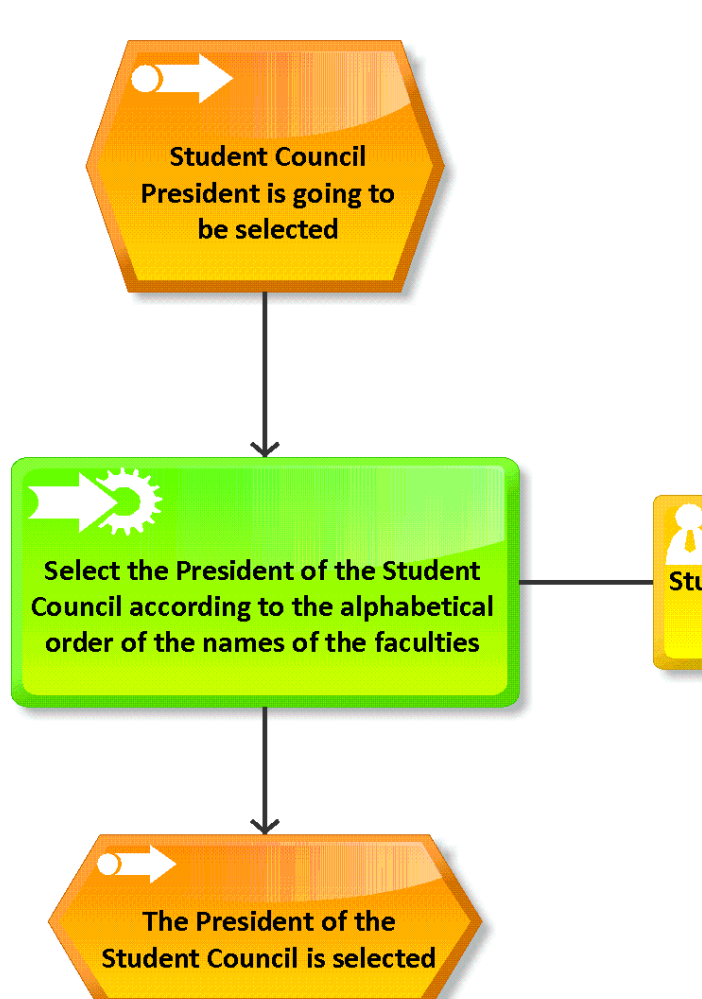 Student Council
President is going to
be selected
Select the President of the Student
Council according to the alphabetical
order of the names of the faculties
The President of the
Student Council is selected